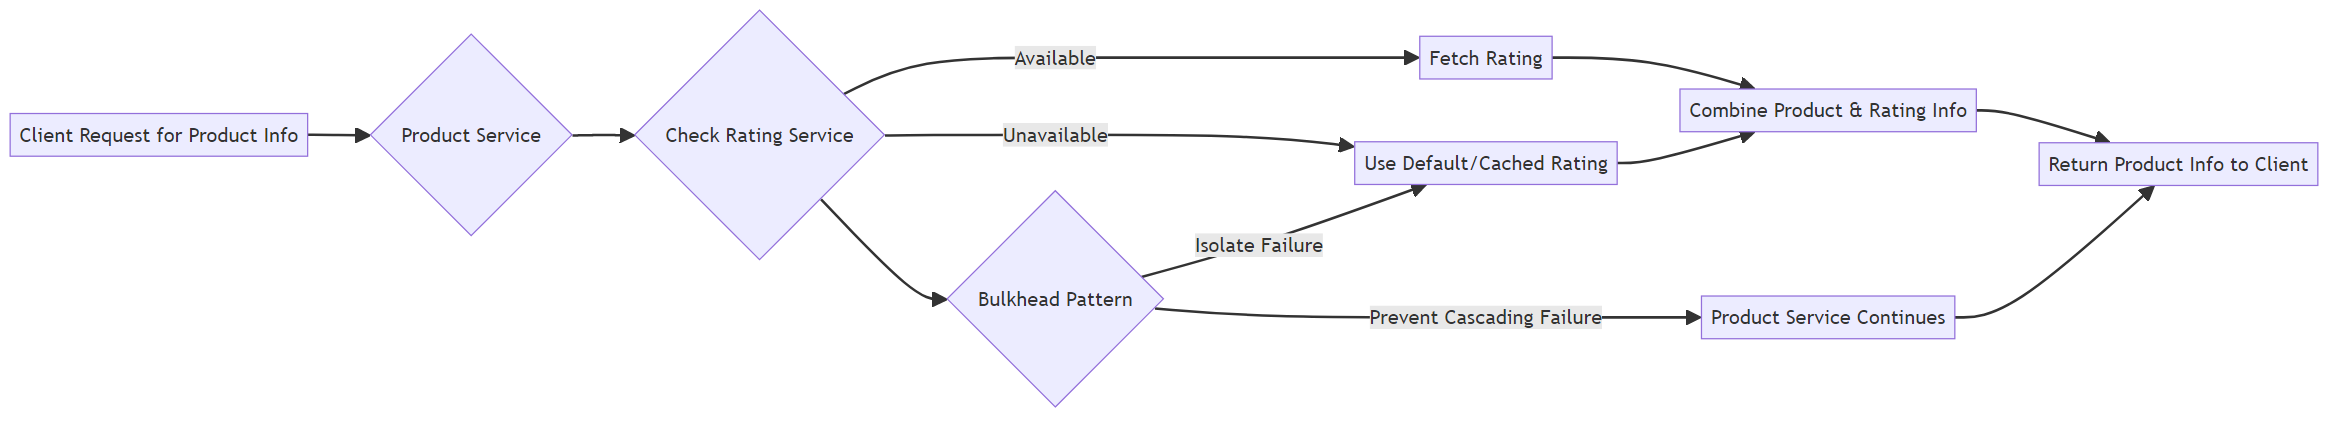 Client Request for Product Info
Product Service
Check Rating Service
Available
Unavailable
Bulkhead Pattern
Isolate Failure
Prevent Cascading Failure
Fetch Rating
Use Default/Cached Rating
Combine Product & Rating Info
Product Service Continues
Return Product Info to Client